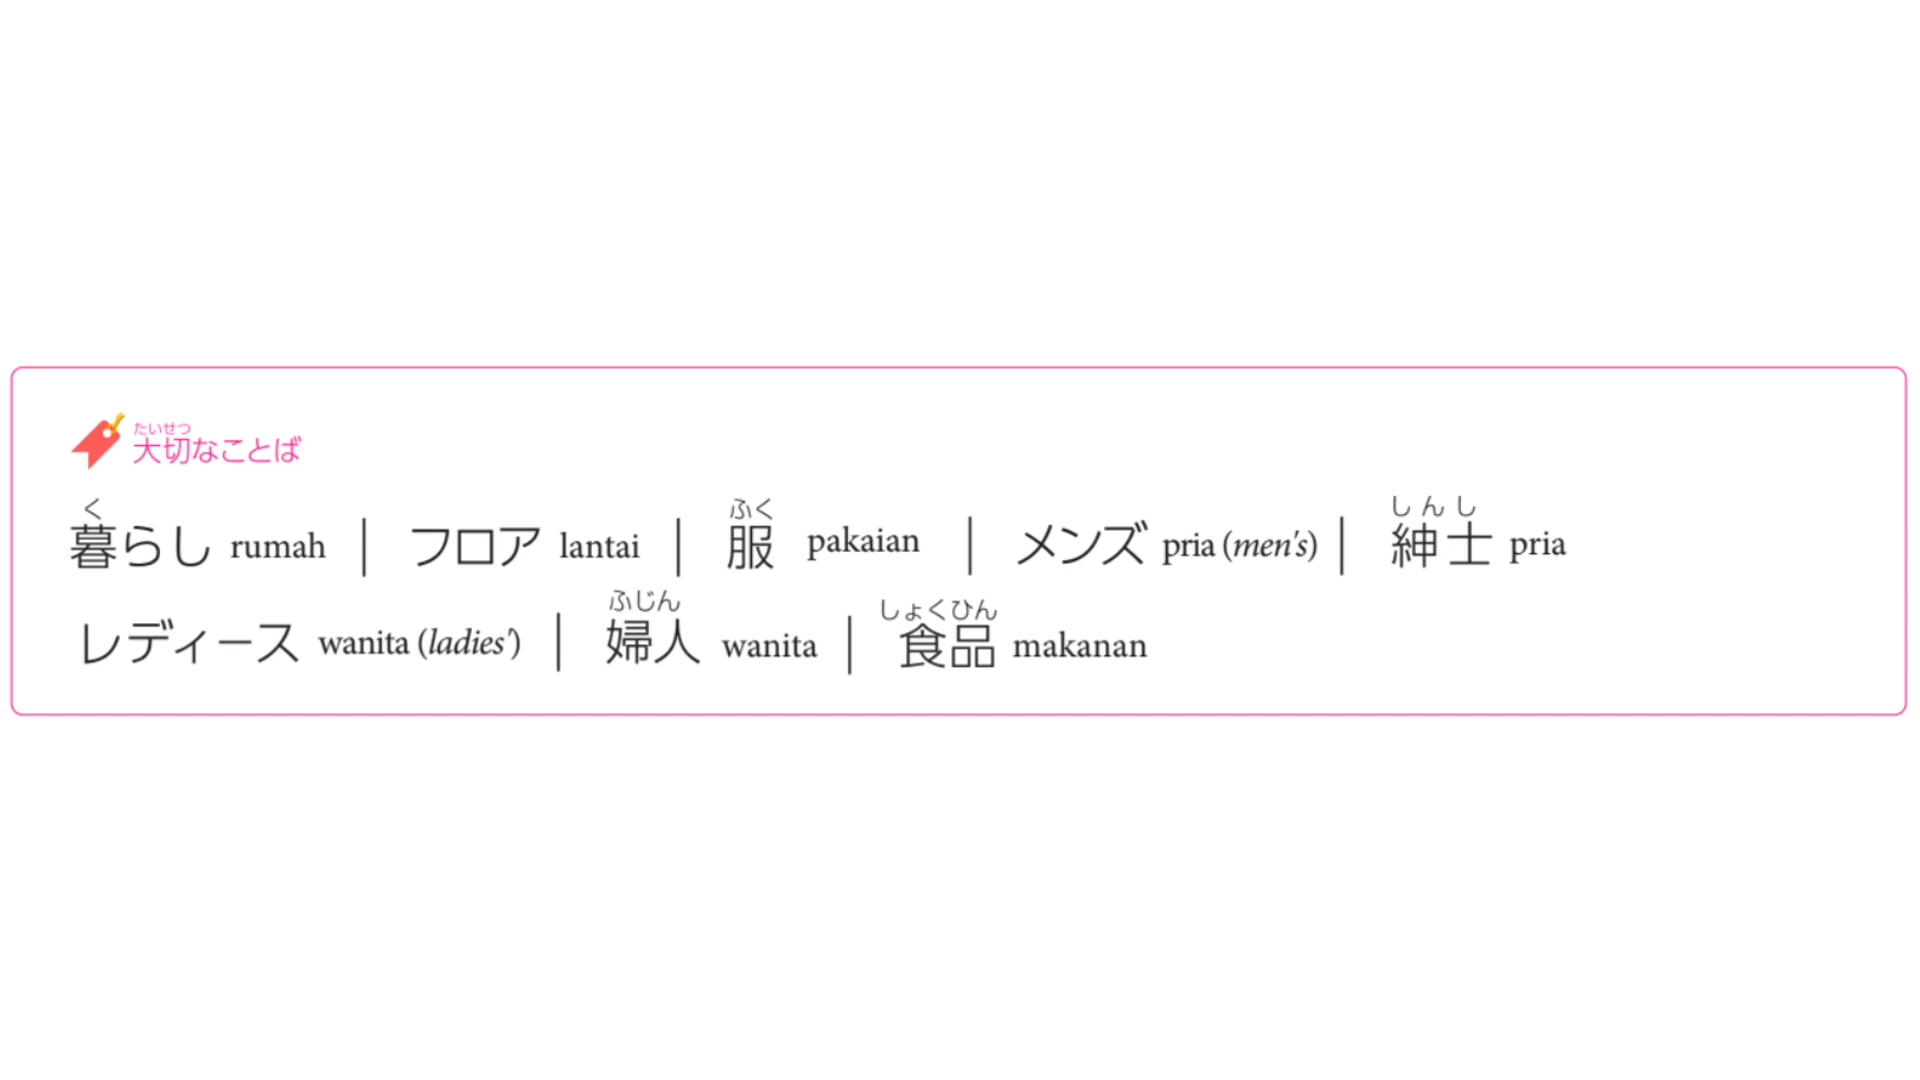 たいせつ
大切なことば
く ふく しんし
暮らし rumah | フロア lantai | 服 pakaian | メンズ pria (men's) | 紳士 pria
ふじん しょくひん
レディース wanita (ladies') | 婦人 wanita | 食品 makanan